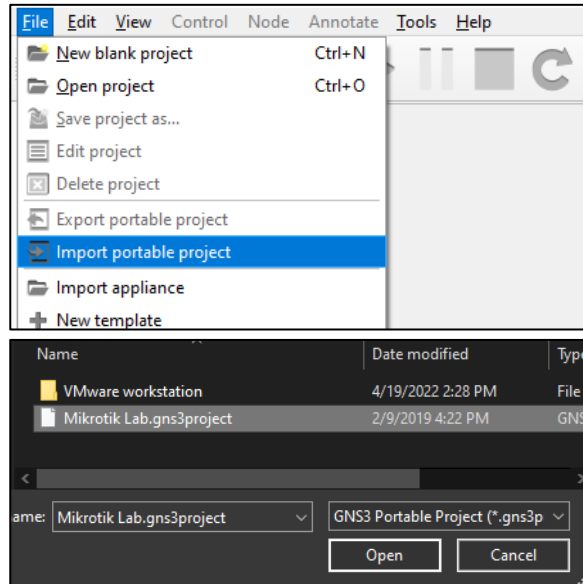 File Edit View Control Node Annotate Tools Help
New blank project Ctrl+N
Open project Ctrl+O
Save project as...
Edit project
Delete project
Export portable project
Import portable project
Import appliance
New template
Name Date modified Type
VMware workstation 4/19/2022 2:28 PM File
Mikrotik Lab.gns3project 2/9/2019 4:22 PM GNS
ame: Mikrotik Lab.gns3project GNS3 Portable Project (*.gns3p
Open Cancel